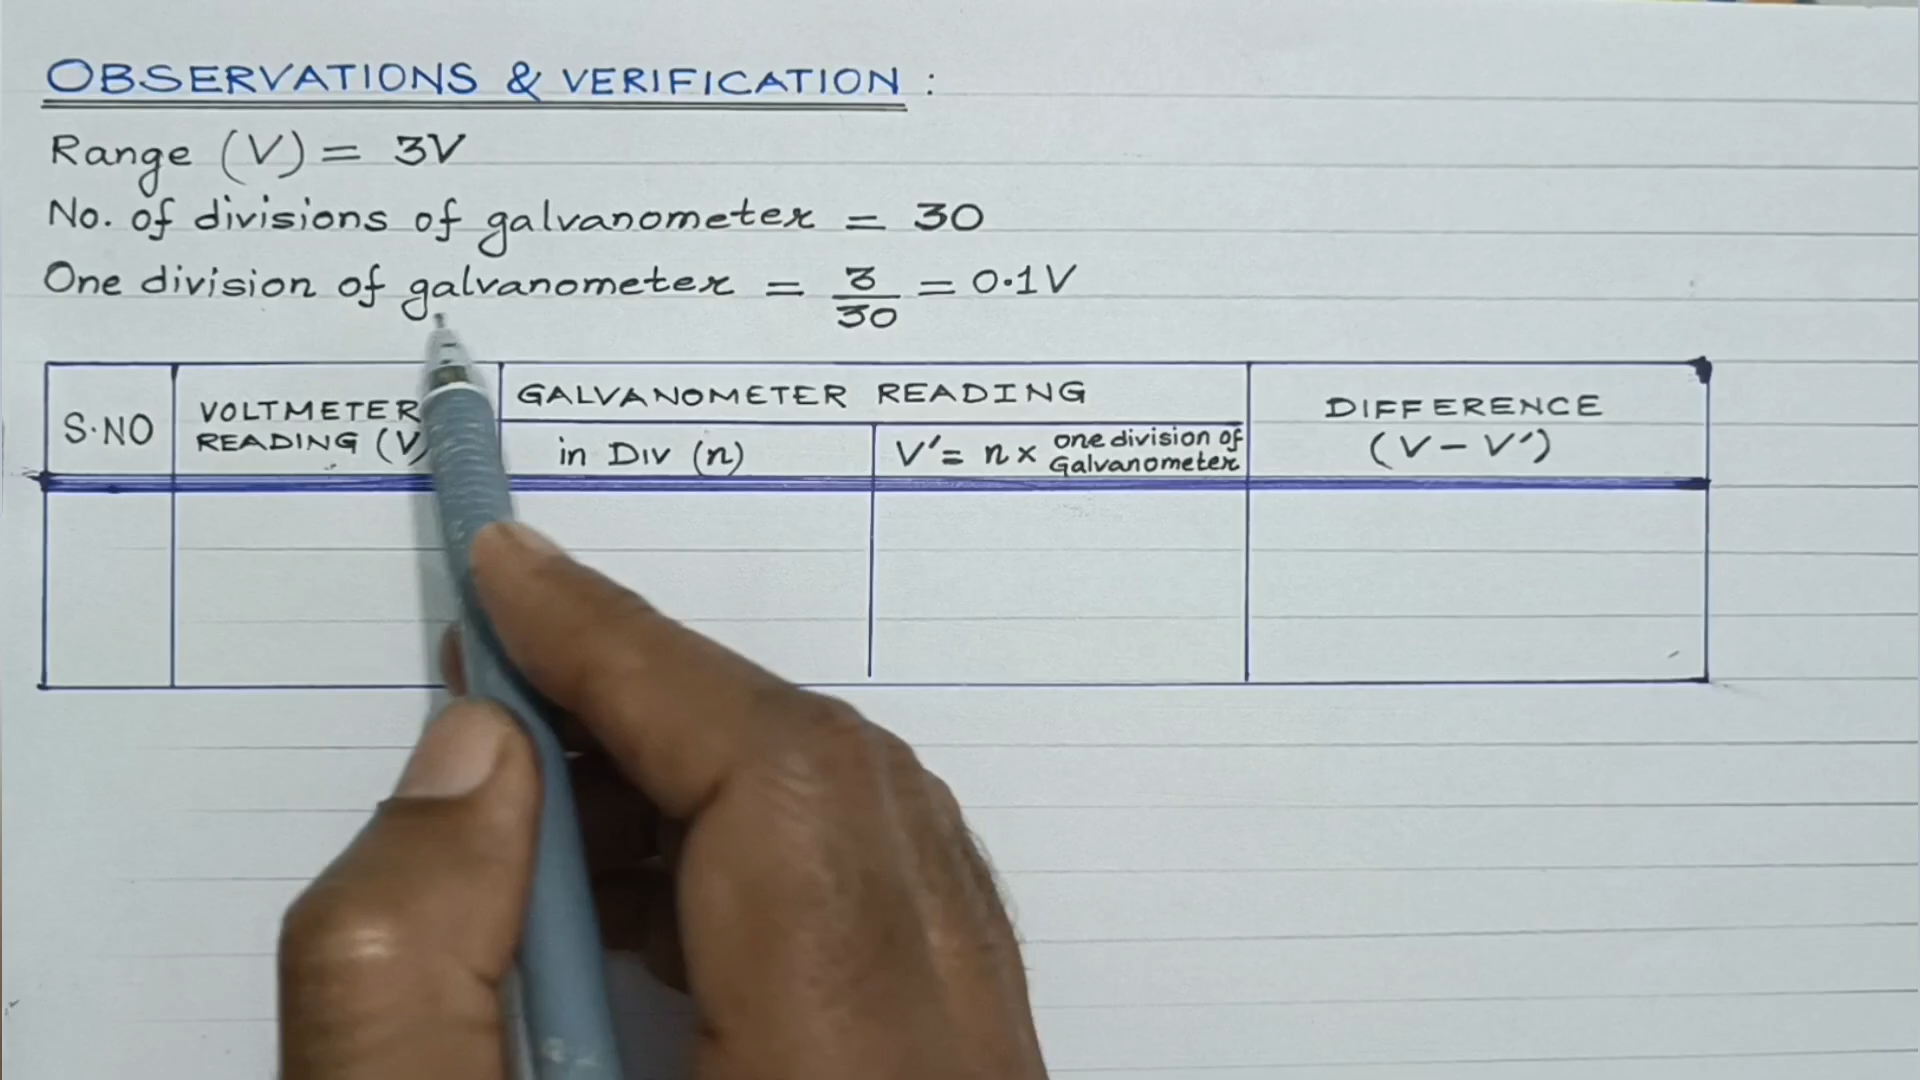 OBSERVATIONS & VERIFICATION :
Range (V) = 3V
No. of divisions of galvanometer = 30
One division of galvanometer = 3/30 = 0.1V
S.NO
VOLTMETER
READING (V
GALVANOMETER READING
in DIV (n)
V' = n × one division of
Galvanometer
DIFFERENCE
(V - V')